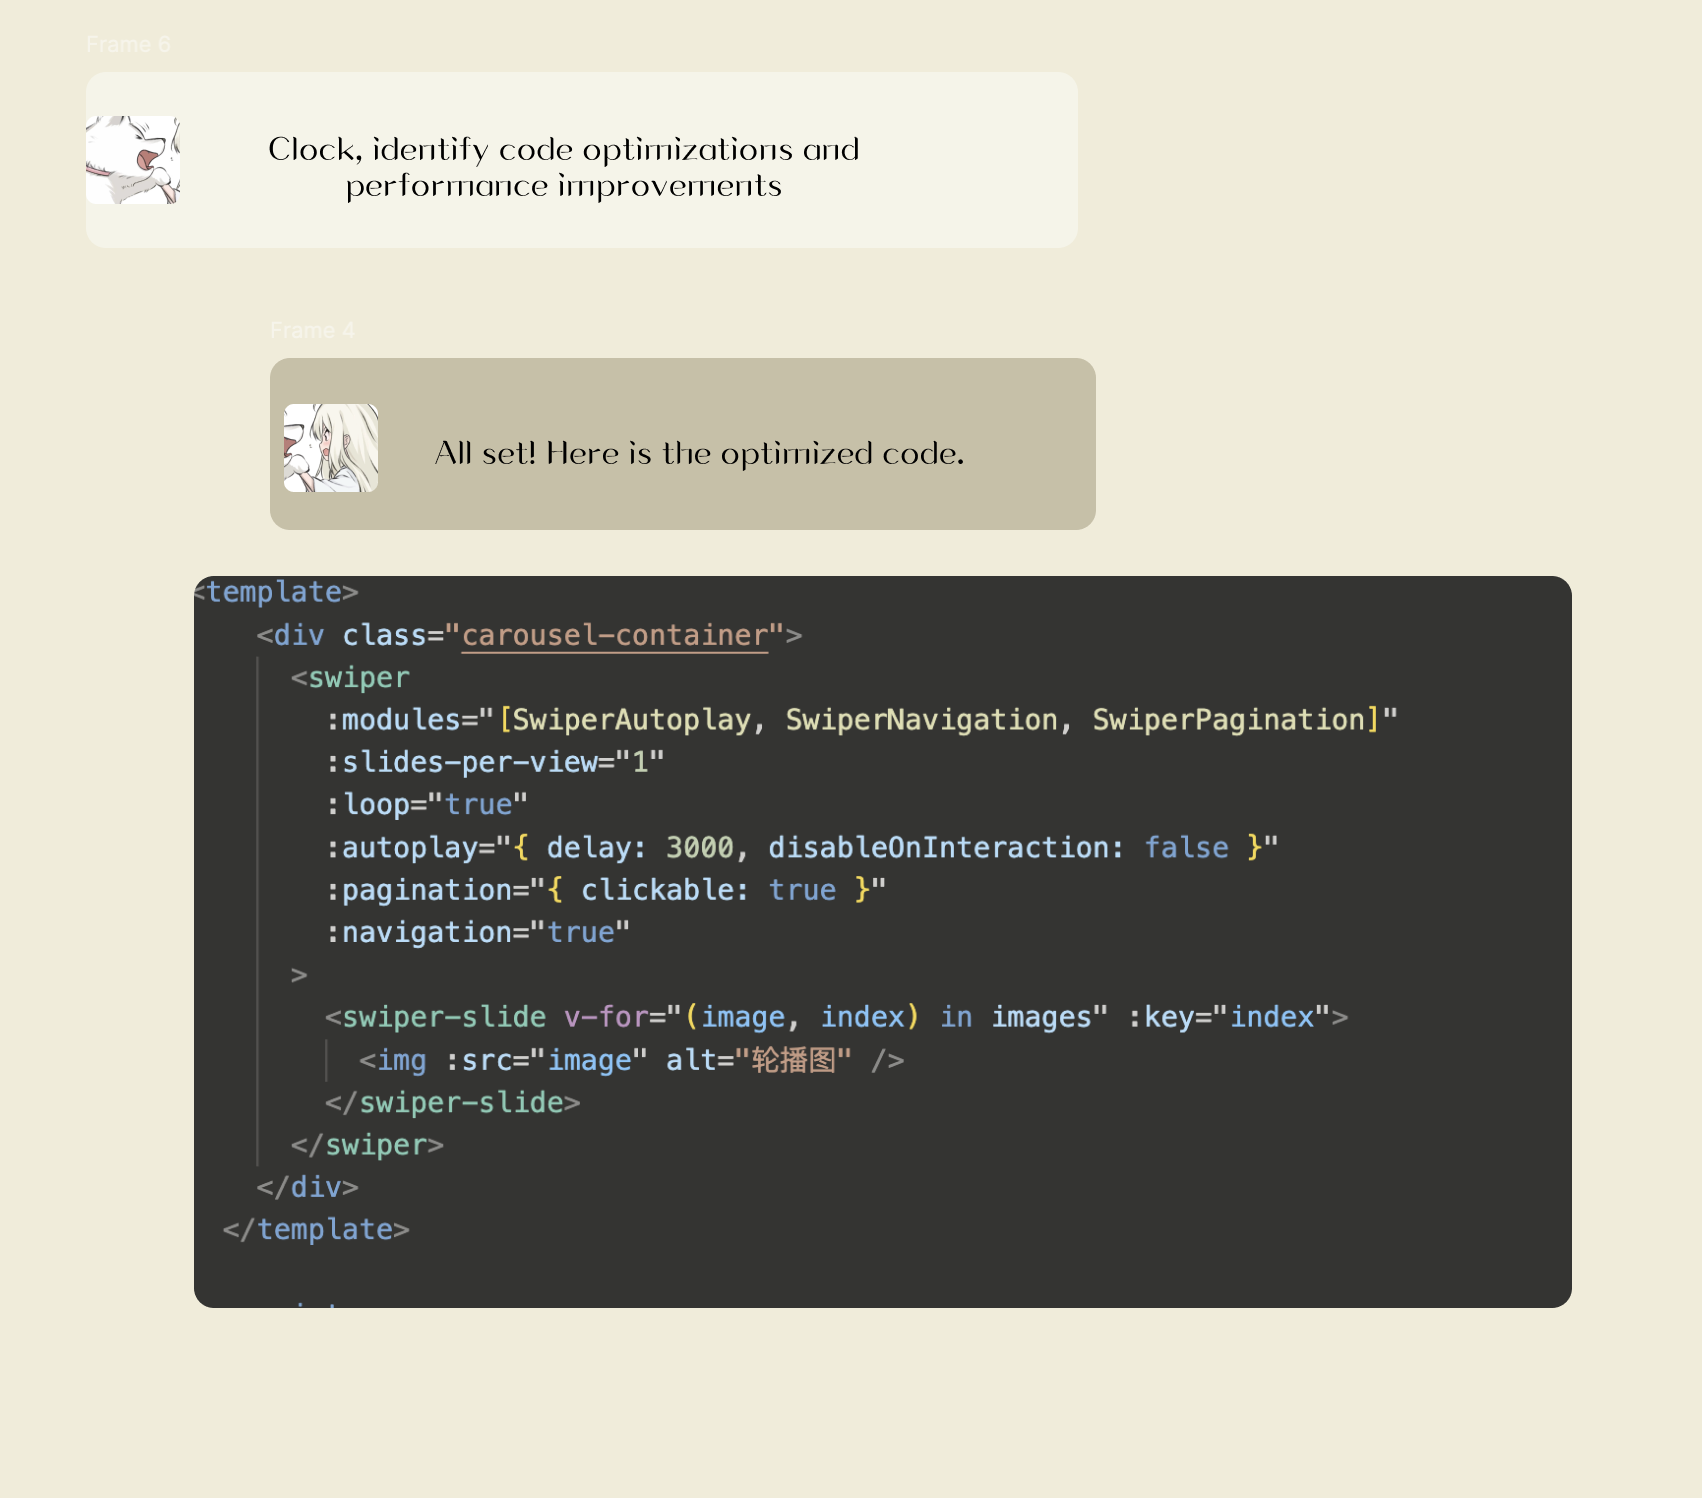 Frame 6
Clock, identify code optimizations and
performance improvements
Frame 4
All set! Here is the optimized code.
<template>
<div class="carousel-container">
<swiper
:modules="[SwiperAutoplay, SwiperNavigation, SwiperPagination]"
:slides-per-view="1"
:loop="true"
:autoplay="{ delay: 3000, disableOnInteraction: false }"
:pagination="{ clickable: true }"
:navigation="true"
>
<swiper-slide v-for="(image, index) in images" :key="index">
<img :src="image" alt="轮播图" />
</swiper-slide>
</swiper>
</div>
</template>